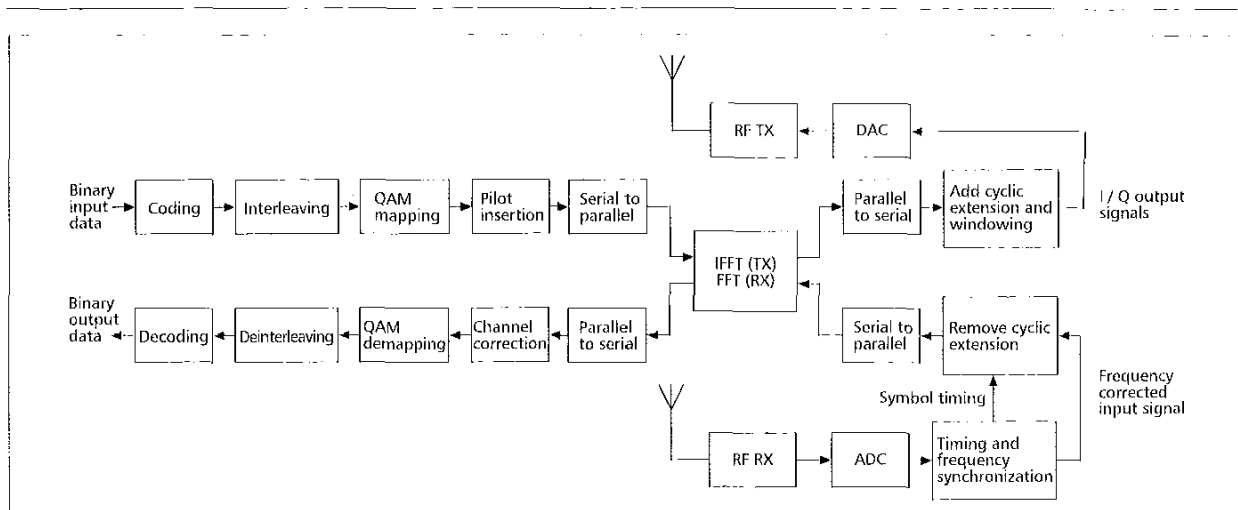 RF TX
DAC
Binary
input
data
Coding
Interleaving
QAM
mapping
Pilot
insertion
Serial to
parallel
Parallel
to serial
Add cyclic
extension and
windowing
I / Q output
signals
IFFT (TX)
FFT (RX)
Binary
output
data
Decoding
Deinterleaving
QAM
demapping
Channel
correction
Parallel
to serial
Serial to
parallel
Remove cyclic
extension
Symbol timing
Frequency
corrected
input signal
RF RX
ADC
Timing and
frequency
synchronization